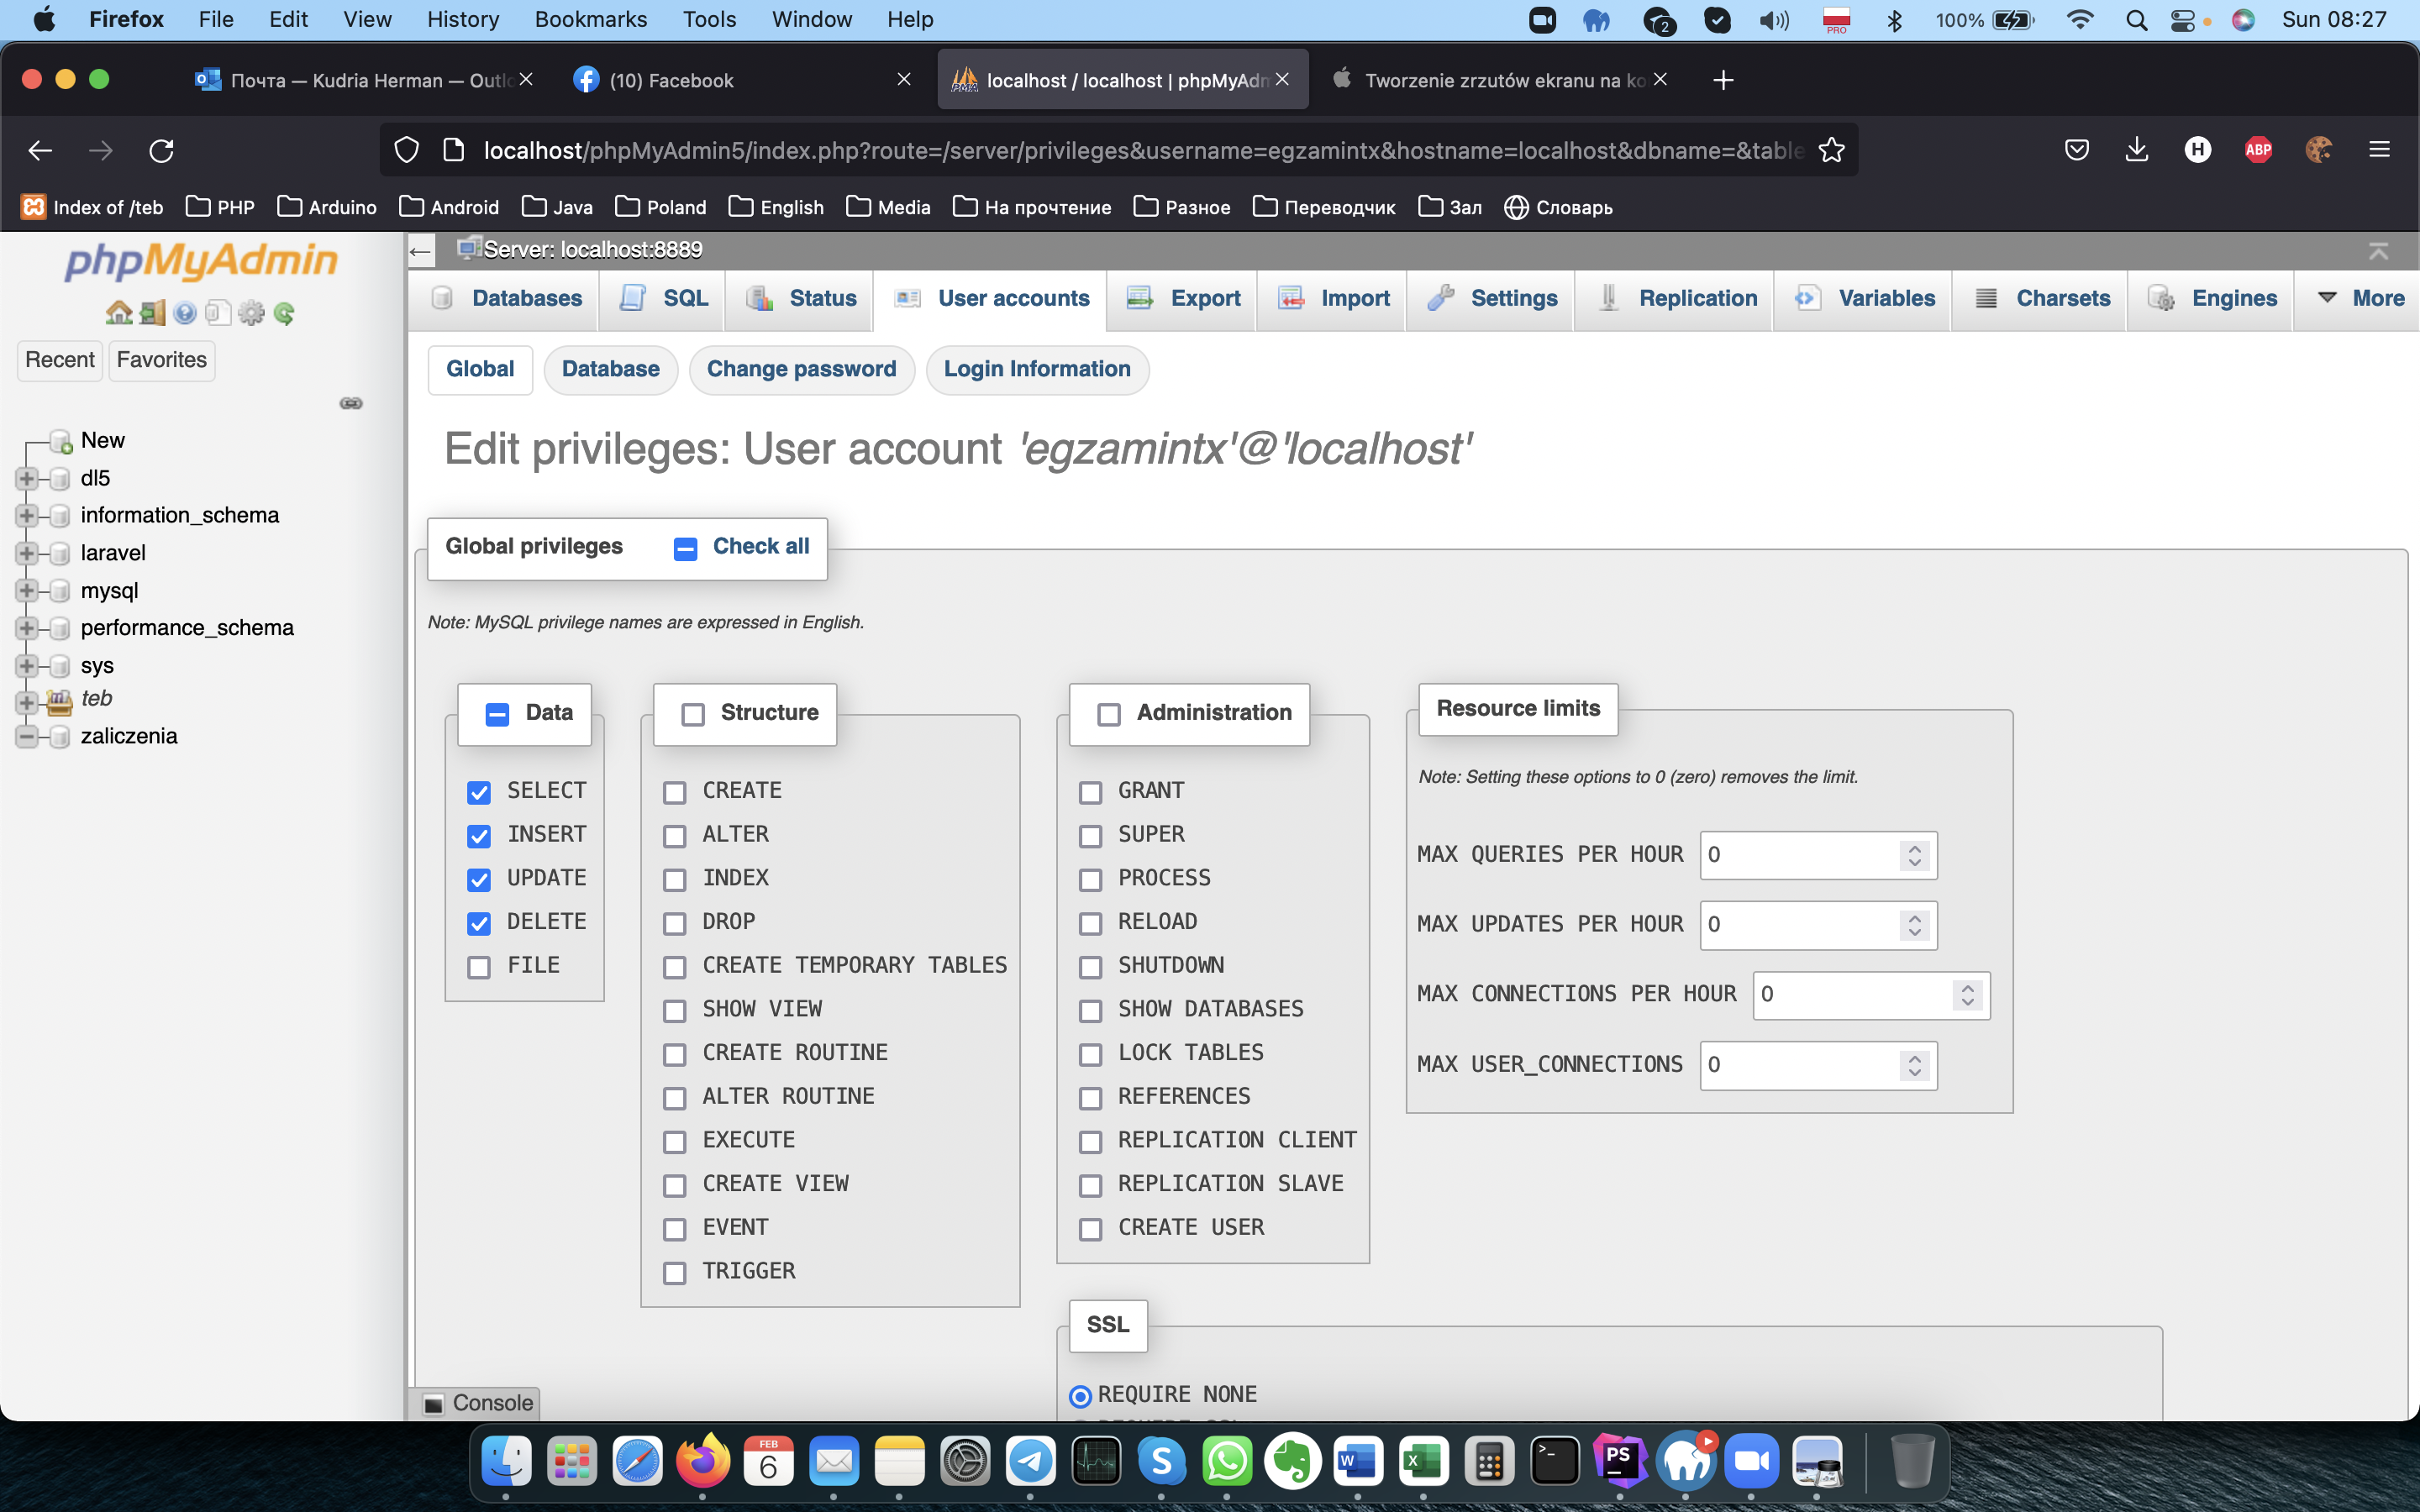 Firefox File Edit View History Bookmarks Tools Window Help 2 PRO 100% Sun 08:27
Почта — Kudria Herman — Outlo (10) Facebook localhost / localhost | phpMyAdm Tworzenie zrzutów ekranu na ko
localhost/phpMyAdmin5/index.php?route=/server/privileges&username=egzamintx&hostname=localhost&dbname=&table H ABP
Index of /teb PHP Arduino Android Java Poland English Media На прочтение Разное Переводчик Зал Словарь
phpMyAdmin
Recent Favorites
New
dl5
information_schema
laravel
mysql
performance_schema
sys
teb
zaliczenia
Server: localhost:8889
Databases SQL Status User accounts Export Import Settings Replication Variables Charsets Engines More
Global Database Change password Login Information
Edit privileges: User account 'egzamintx'@'localhost'
Global privileges Check all
Note: MySQL privilege names are expressed in English.
Data
SELECT
INSERT
UPDATE
DELETE
FILE
Structure
CREATE
ALTER
INDEX
DROP
CREATE TEMPORARY TABLES
SHOW VIEW
CREATE ROUTINE
ALTER ROUTINE
EXECUTE
CREATE VIEW
EVENT
TRIGGER
Administration
GRANT
SUPER
PROCESS
RELOAD
SHUTDOWN
SHOW DATABASES
LOCK TABLES
REFERENCES
REPLICATION CLIENT
REPLICATION SLAVE
CREATE USER
Resource limits
Note: Setting these options to 0 (zero) removes the limit.
MAX QUERIES PER HOUR 0
MAX UPDATES PER HOUR 0
MAX CONNECTIONS PER HOUR 0
MAX USER_CONNECTIONS 0
SSL
REQUIRE NONE
Console
FEB
6
PS